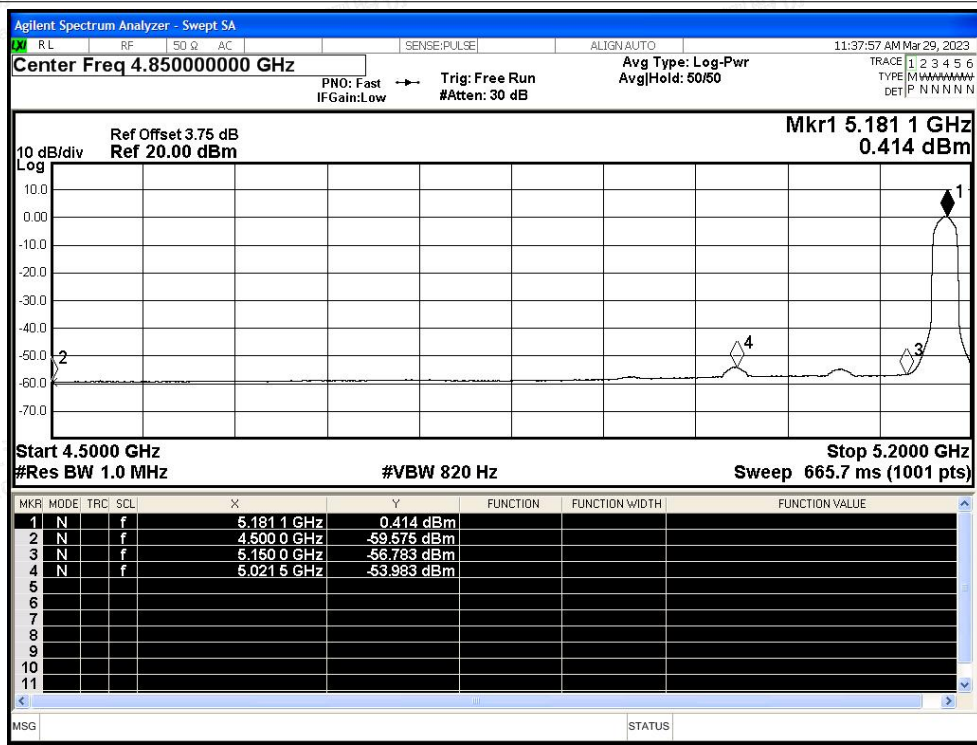 Agilent Spectrum Analyzer - Swept SA
LXI RL RF 50 Ω AC SENSE:PULSE ALIGN AUTO 11:37:57 AM Mar 29, 2023
Center Freq 4.850000000 GHz
PNO: Fast
IFGain:Low
Trig: Free Run
#Atten: 30 dB
Avg Type: Log-Pwr
Avg|Hold: 50/50
TRACE 1 2 3 4 5 6
TYPE M
DET P N N N N N
Mkr1 5.181 1 GHz
0.414 dBm
Ref Offset 3.75 dB
10 dB/div Ref 20.00 dBm
Log
10.0
0.00
-10.0
-20.0
-30.0
-40.0
-50.0
-60.0
-70.0
1
2
3
4
Start 4.5000 GHz Stop 5.2000 GHz
#Res BW 1.0 MHz #VBW 820 Hz Sweep 665.7 ms (1001 pts)
MKR MODE TRC SCL X Y FUNCTION FUNCTION WIDTH FUNCTION VALUE
1 N f 5.181 1 GHz 0.414 dBm
2 N f 4.500 0 GHz -59.575 dBm
3 N f 5.150 0 GHz -56.783 dBm
4 N f 5.021 5 GHz -53.983 dBm
5
6
7
8
9
10
11
MSG STATUS